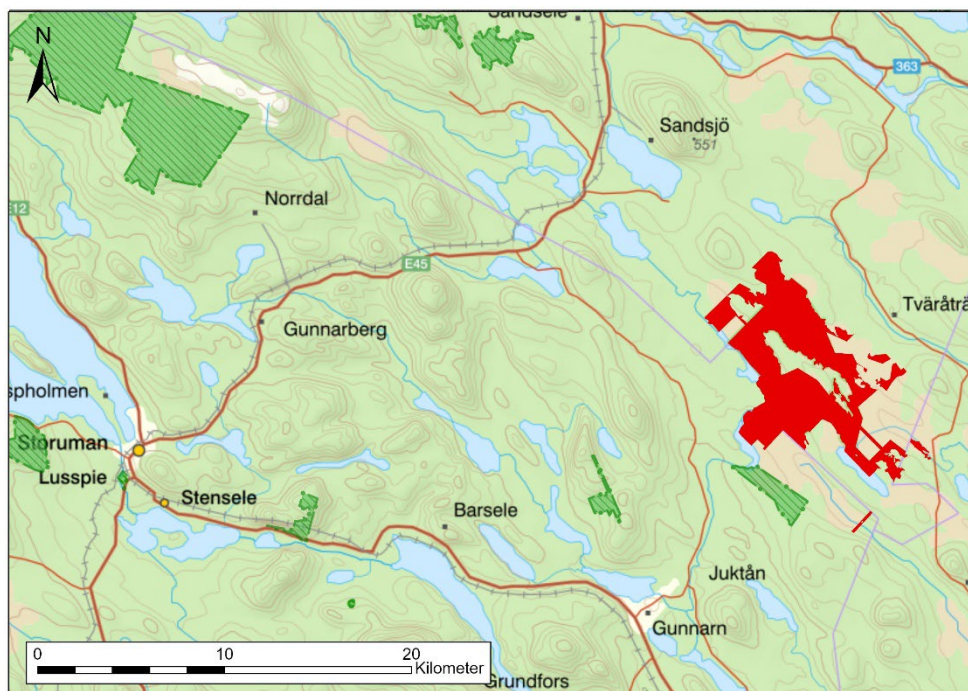 Sandsele
N
363
Sandsjö
551
Norrdal
E12
E45
Tväråträ
Gunnarberg
spholmen
Storuman
Lusspie
Stensele
Barsele
Juktån
Gunnarn
0 10 20
Kilometer
Grundfors